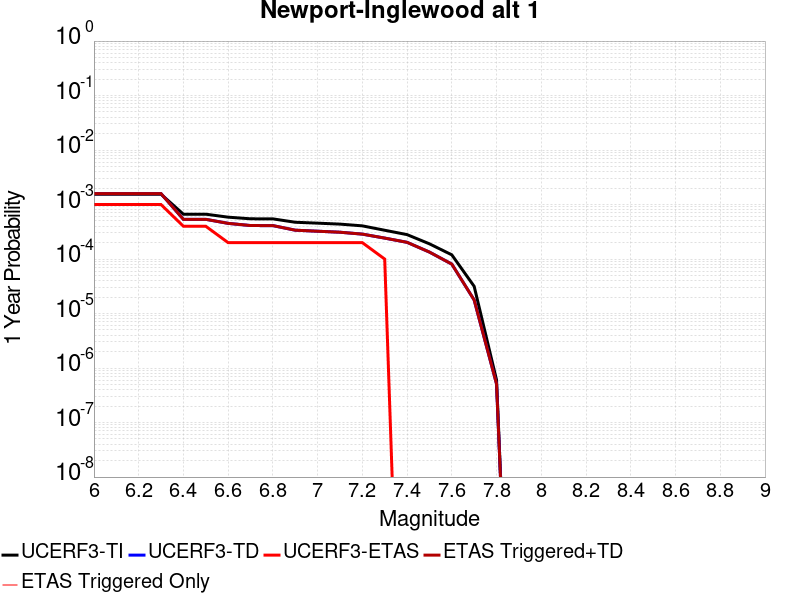 Newport-Inglewood alt 1
10^0
10^-1
10^-2
10^-3
10^-4
10^-5
10^-6
10^-7
10^-8
1 Year Probability
6 6.2 6.4 6.6 6.8 7 7.2 7.4 7.6 7.8 8 8.2 8.4 8.6 8.8 9
Magnitude
UCERF3-TI UCERF3-TD UCERF3-ETAS ETAS Triggered+TD
ETAS Triggered Only